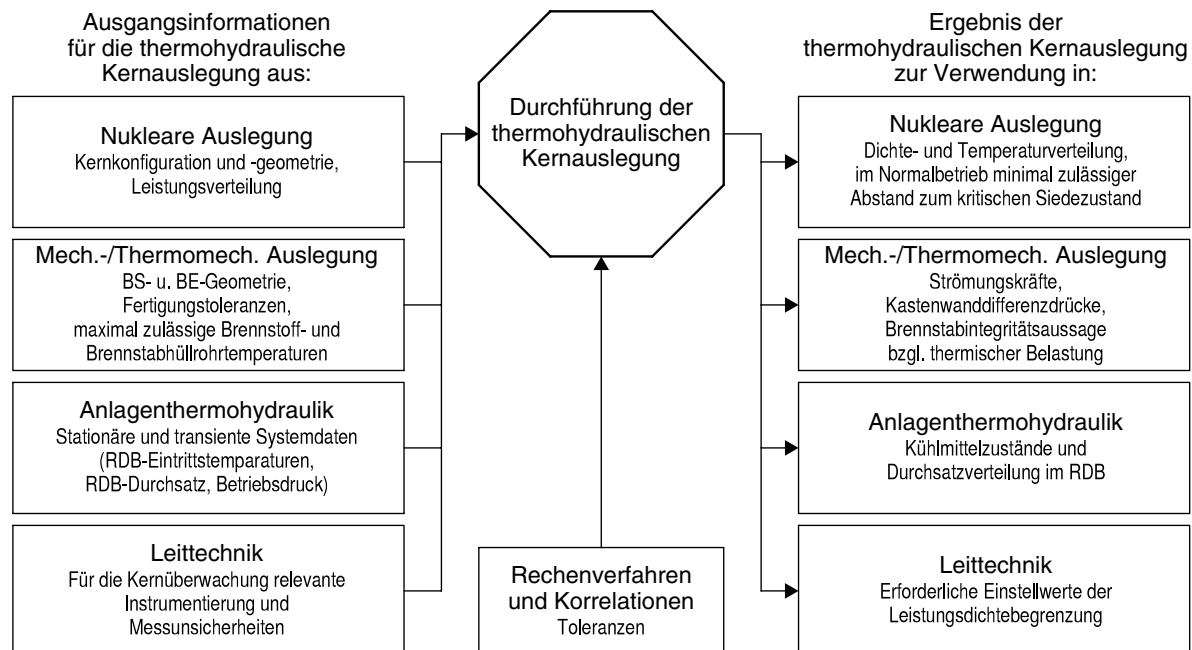 Ausgangsinformationen
für die thermohydraulische
Kernauslegung aus:
Nukleare Auslegung
Kernkonfiguration und -geometrie,
Leistungsverteilung
Mech.-/Thermomech. Auslegung
BS- u. BE-Geometrie,
Fertigungstoleranzen,
maximal zulässige Brennstoff- und
Brennstabhüllrohrtemperaturen
Anlagenthermohydraulik
Stationäre und transiente Systemdaten
(RDB-Eintrittstemparaturen,
RDB-Durchsatz, Betriebsdruck)
Leittechnik
Für die Kernüberwachung relevante
Instrumentierung und
Messunsicherheiten
Durchführung der
thermohydraulischen
Kernauslegung
Rechenverfahren
und Korrelationen
Toleranzen
Ergebnis der
thermohydraulischen Kernauslegung
zur Verwendung in:
Nukleare Auslegung
Dichte- und Temperaturverteilung,
im Normalbetrieb minimal zulässiger
Abstand zum kritischen Siedezustand
Mech.-/Thermomech. Auslegung
Strömungskräfte,
Kastenwanddifferenzdrücke,
Brennstabintegritätsaussage
bzgl. thermischer Belastung
Anlagenthermohydraulik
Kühlmittelzustände und
Durchsatzverteilung im RDB
Leittechnik
Erforderliche Einstellwerte der
Leistungsdichtebegrenzung